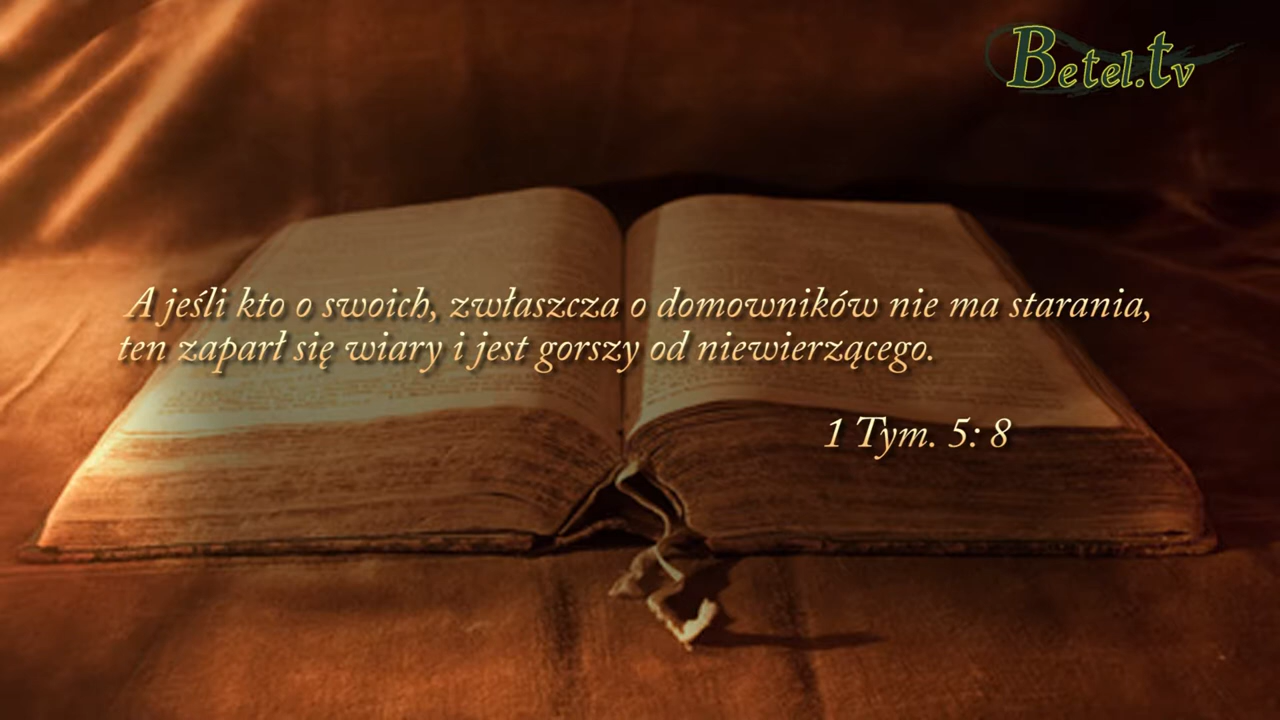 Betel.tv
A jeśli kto o swoich, zwłaszcza o domowników nie ma starania,
ten zaparł się wiary i jest gorszy od niewierzącego.
1 Tym. 5: 8